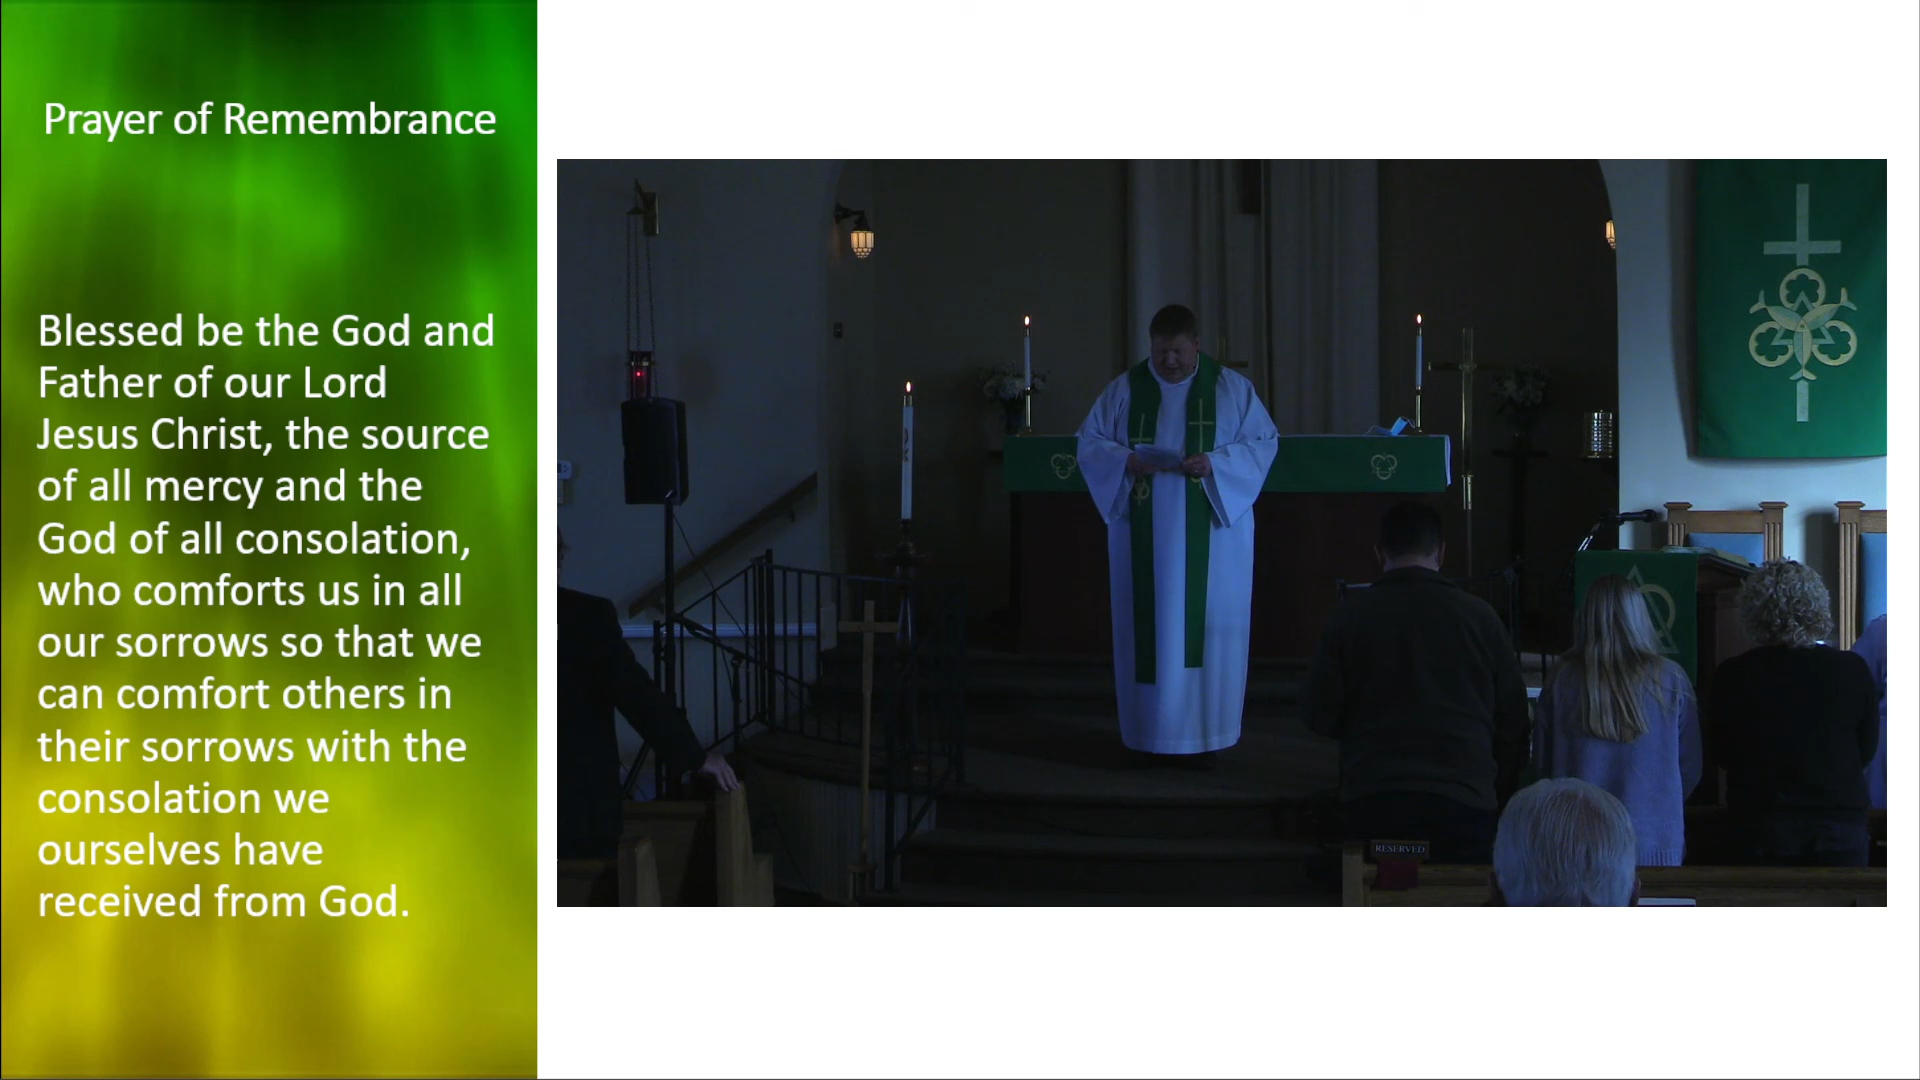 Prayer of Remembrance
Blessed be the God and
Father of our Lord
Jesus Christ, the source
of all mercy and the
God of all consolation,
who comforts us in all
our sorrows so that we
can comfort others in
their sorrows with the
consolation we
ourselves have
received from God.
RESERVED